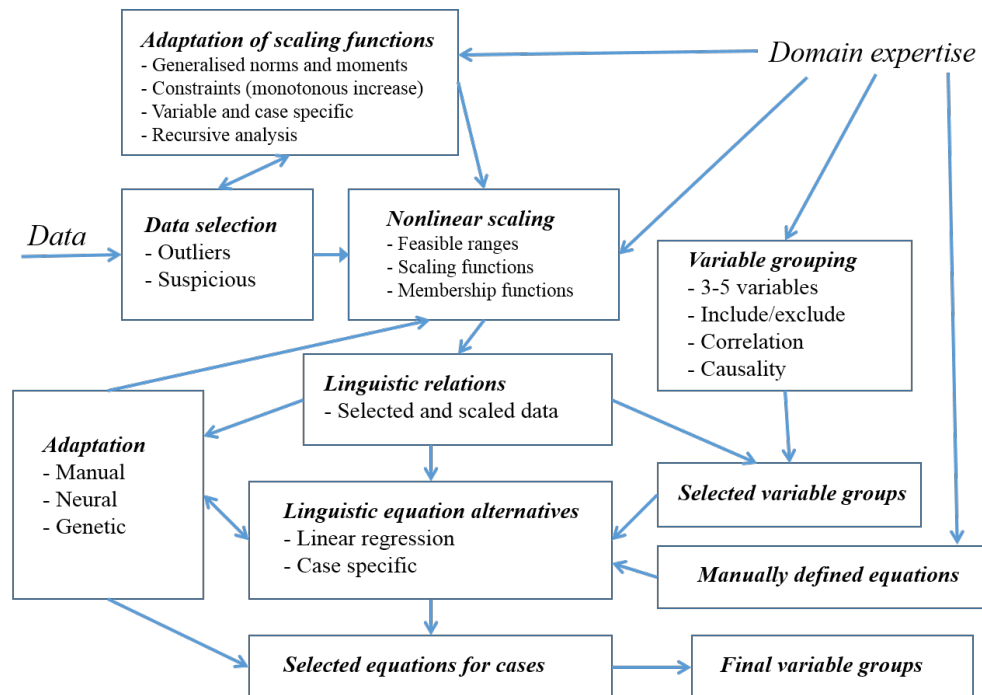 Adaptation of scaling functions
- Generalised norms and moments
- Constraints (monotonous increase)
- Variable and case specific
- Recursive analysis
Domain expertise
Data
Data selection
- Outliers
- Suspicious
Nonlinear scaling
- Feasible ranges
- Scaling functions
- Membership functions
Variable grouping
- 3-5 variables
- Include/exclude
- Correlation
- Causality
Linguistic relations
- Selected and scaled data
Adaptation
- Manual
- Neural
- Genetic
Linguistic equation alternatives
- Linear regression
- Case specific
Selected variable groups
Manually defined equations
Selected equations for cases
Final variable groups